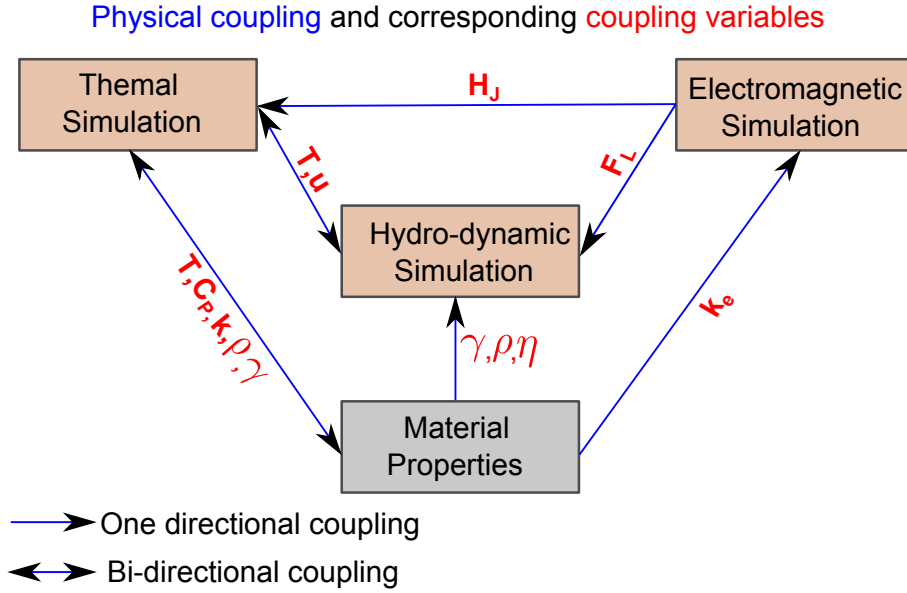 Physical coupling and corresponding coupling variables
Themal
Simulation
H_J
Electromagnetic
Simulation
T,u
F_L
Hydro-dynamic
Simulation
T,C_P,k,ρ,γ
γ,ρ,η
k_e
Material
Properties
One directional coupling
Bi-directional coupling